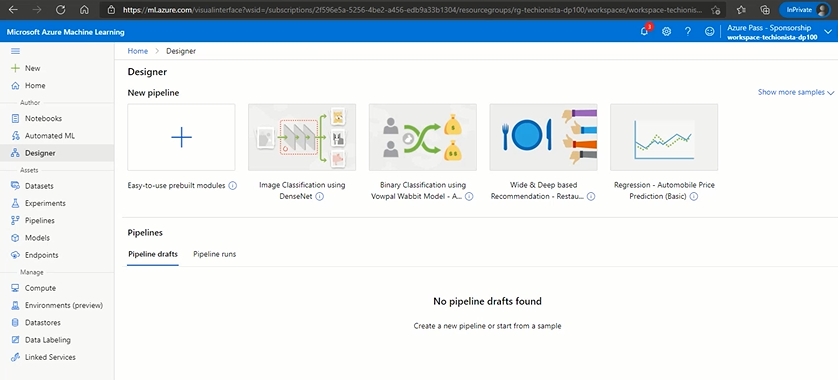 https://ml.azure.com/visualinterface?wsid=/subscriptions/2f596e5a-5256-4be2-a456-edb9a33b1304/resourcegroups/rg-techionista-dp100/workspaces/workspace-techionis...
InPrivate
Microsoft Azure Machine Learning
3
Azure Pass - Sponsorship
workspace-techionista-dp100
Home > Designer
New
Home
Author
Notebooks
Automated ML
Designer
Assets
Datasets
Experiments
Pipelines
Models
Endpoints
Manage
Compute
Environments (preview)
Datastores
Data Labeling
Linked Services
Designer
New pipeline
Show more samples
Easy-to-use prebuilt modules
Image Classification using
DenseNet
Binary Classification using
Vowpal Wabbit Model - A...
Wide & Deep based
Recommendation - Restau...
Regression - Automobile Price
Prediction (Basic)
Pipelines
Pipeline drafts
Pipeline runs
No pipeline drafts found
Create a new pipeline or start from a sample